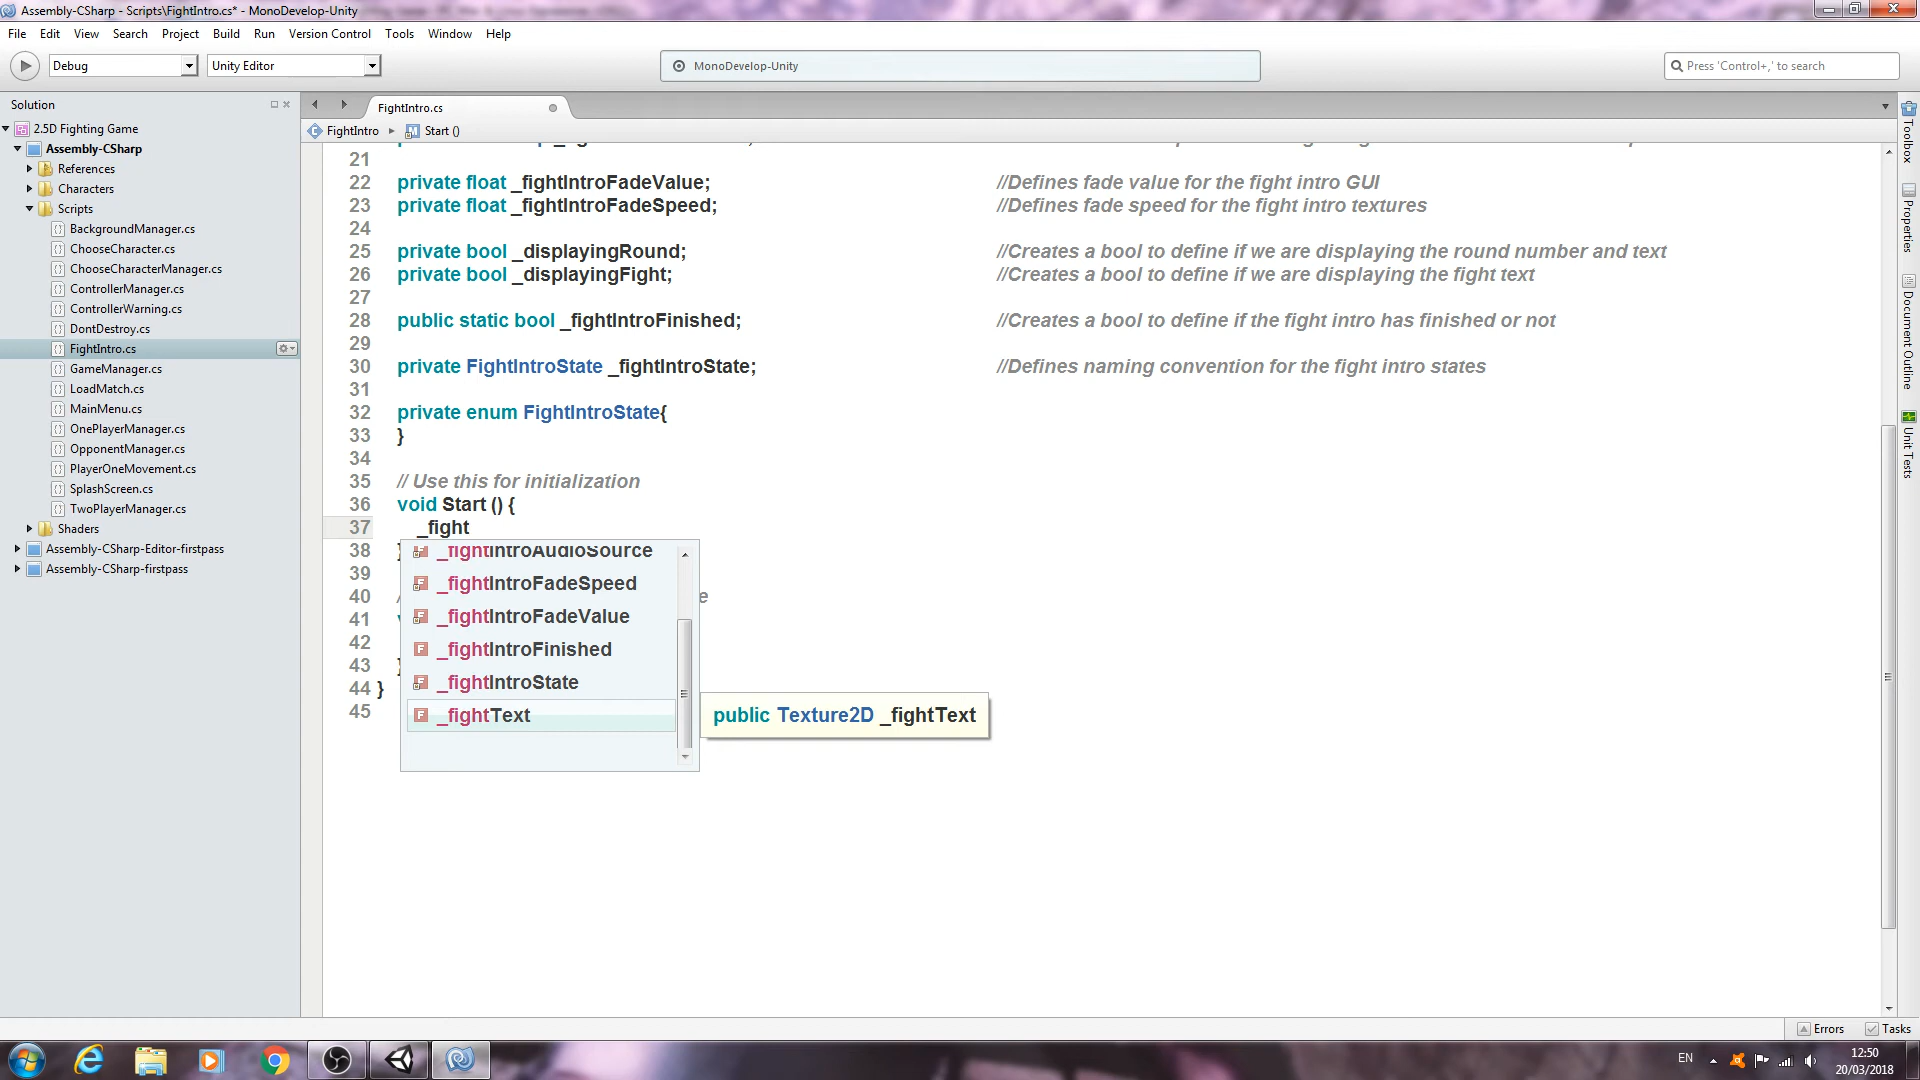 Assembly-CSharp - Scripts\FightIntro.cs* - MonoDevelop-Unity
File Edit View Search Project Build Run Version Control Tools Window Help
Debug
Unity Editor
MonoDevelop-Unity
Press 'Control+,' to search
Solution
2.5D Fighting Game
Assembly-CSharp
References
Characters
Scripts
BackgroundManager.cs
ChooseCharacter.cs
ChooseCharacterManager.cs
ControllerManager.cs
ControllerWarning.cs
DontDestroy.cs
FightIntro.cs
GameManager.cs
LoadMatch.cs
MainMenu.cs
OnePlayerManager.cs
OpponentManager.cs
PlayerOneMovement.cs
SplashScreen.cs
TwoPlayerManager.cs
Shaders
Assembly-CSharp-Editor-firstpass
Assembly-CSharp-firstpass
FightIntro.cs
FightIntro Start ()
21
22 private float _fightIntroFadeValue; //Defines fade value for the fight intro GUI
23 private float _fightIntroFadeSpeed; //Defines fade speed for the fight intro textures
24
25 private bool _displayingRound; //Creates a bool to define if we are displaying the round number and text
26 private bool _displayingFight; //Creates a bool to define if we are displaying the fight text
27
28 public static bool _fightIntroFinished; //Creates a bool to define if the fight intro has finished or not
29
30 private FightIntroState _fightIntroState; //Defines naming convention for the fight intro states
31
32 private enum FightIntroState{
33 }
34
35 // Use this for initialization
36 void Start () {
37 _fight
38
39
40
41
42
43
44 }
45
_fightIntroAudioSource
_fightIntroFadeSpeed
_fightIntroFadeValue
_fightIntroFinished
_fightIntroState
_fightText
public Texture2D _fightText
Toolbox
Properties
Document Outline
Unit Tests
Errors Tasks
EN
12:50
20/03/2018